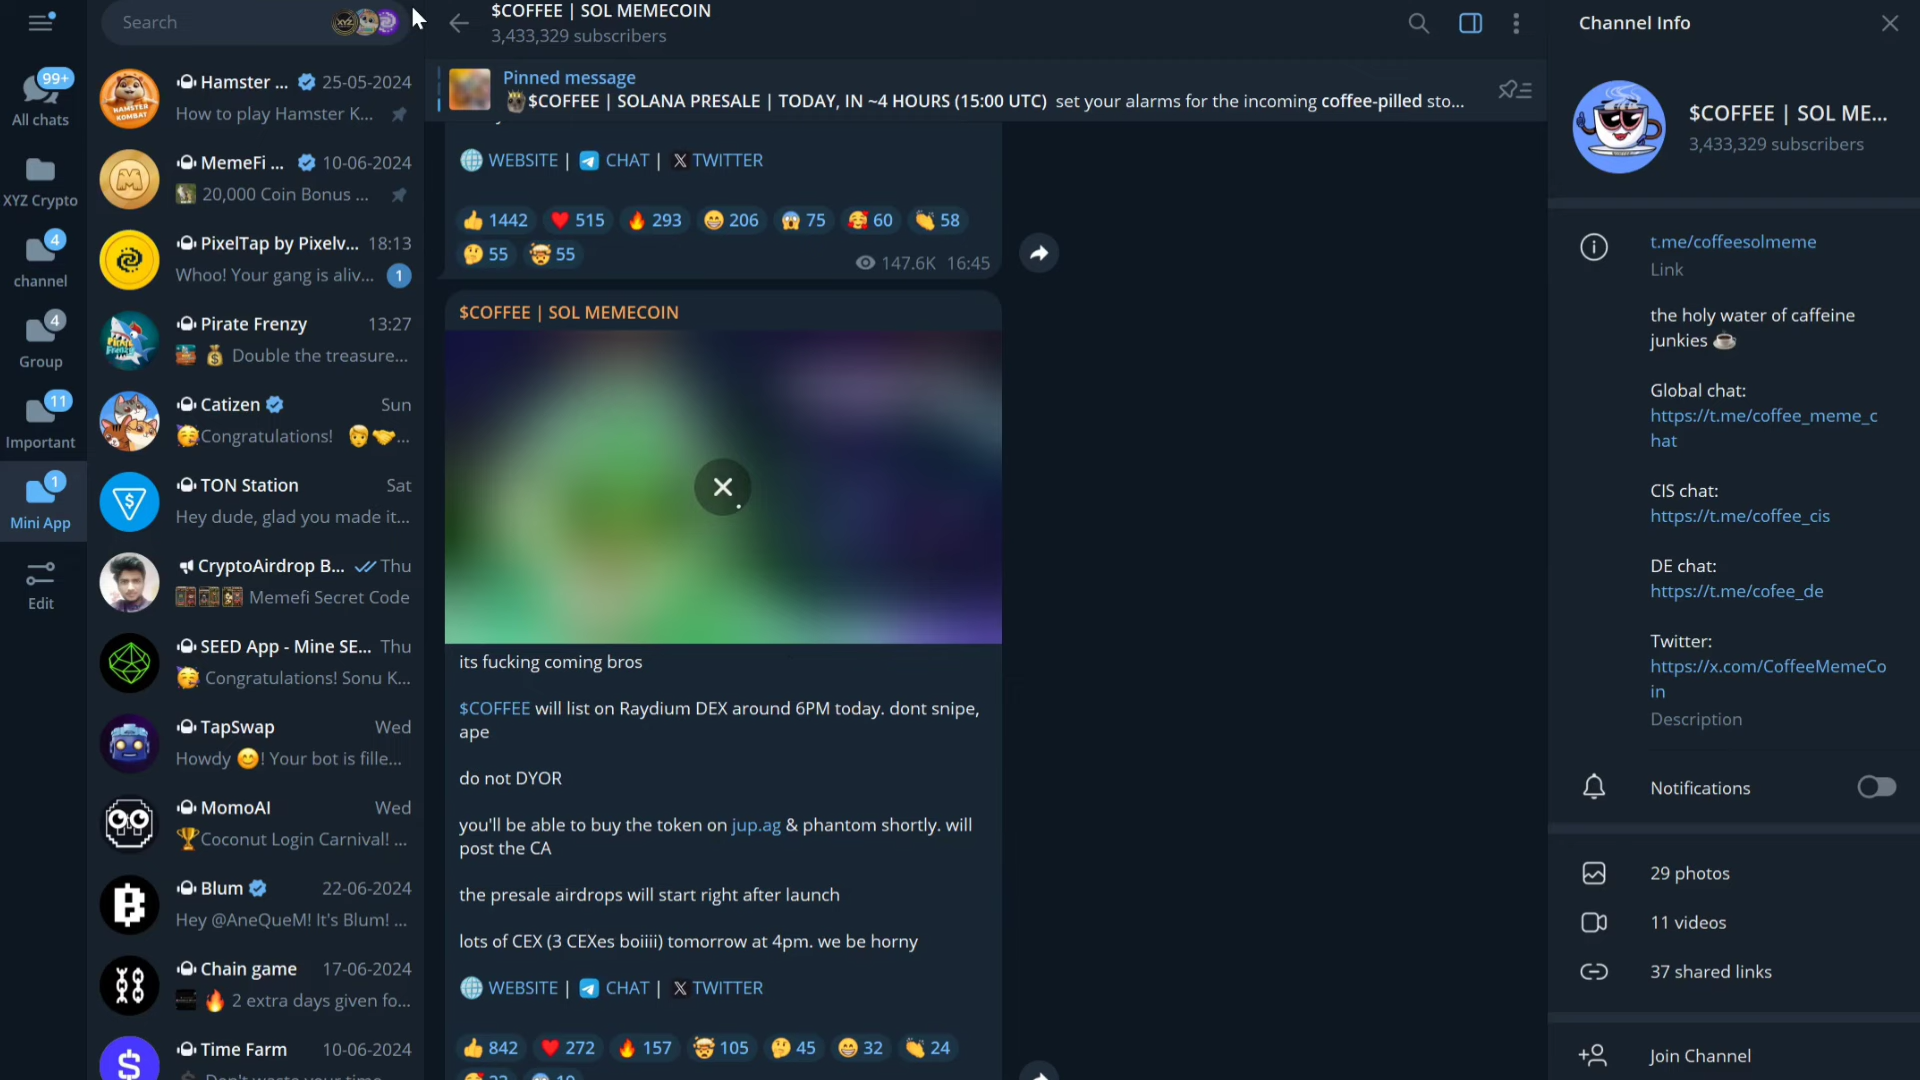 Search
99+
All chats
XYZ Crypto
4
channel
4
Group
11
Important
1
Mini App
Edit
Hamster ... 25-05-2024
How to play Hamster K...
MemeFi ... 10-06-2024
20,000 Coin Bonus ...
PixelTap by Pixelv... 18:13
Whoo! Your gang is aliv... 1
Pirate Frenzy 13:27
Double the treasure...
Catizen Sun
Congratulations! ...
TON Station Sat
Hey dude, glad you made it...
CryptoAirdrop B... Thu
Memefi Secret Code
SEED App - Mine SE... Thu
Congratulations! Sonu K...
TapSwap Wed
Howdy 😊! Your bot is fille...
MomoAI Wed
🏆Coconut Login Carnival! ...
Blum 22-06-2024
Hey @AneQueM! It's Blum! ...
Chain game 17-06-2024
🔥 2 extra days given fo...
Time Farm 10-06-2024
$COFFEE | SOL MEMECOIN
3,433,329 subscribers
Pinned message
$COFFEE | SOLANA PRESALE | TODAY, IN ~4 HOURS (15:00 UTC) set your alarms for the incoming coffee-pilled sto...
WEBSITE | CHAT | X TWITTER
👍 1442 ❤️ 515 🔥 293 😁 206 😱 75 🥰 60 👏 58
🤔 55 🤯 55
147.6K 16:45
$COFFEE | SOL MEMECOIN
its fucking coming bros
$COFFEE will list on Raydium DEX around 6PM today. dont snipe,
ape
do not DYOR
you'll be able to buy the token on jup.ag & phantom shortly. will
post the CA
the presale airdrops will start right after launch
lots of CEX (3 CEXes boiiii) tomorrow at 4pm. we be horny
WEBSITE | CHAT | X TWITTER
👍 842 ❤️ 272 🔥 157 🤯 105 🤔 45 😁 32 👏 24
Channel Info
$COFFEE | SOL ME...
3,433,329 subscribers
t.me/coffeesolmeme
Link
the holy water of caffeine
junkies ☕
Global chat:
https://t.me/coffee_meme_c
hat
CIS chat:
https://t.me/coffee_cis
DE chat:
https://t.me/cofee_de
Twitter:
https://x.com/CoffeeMemeCo
in
Description
Notifications
29 photos
11 videos
37 shared links
Join Channel